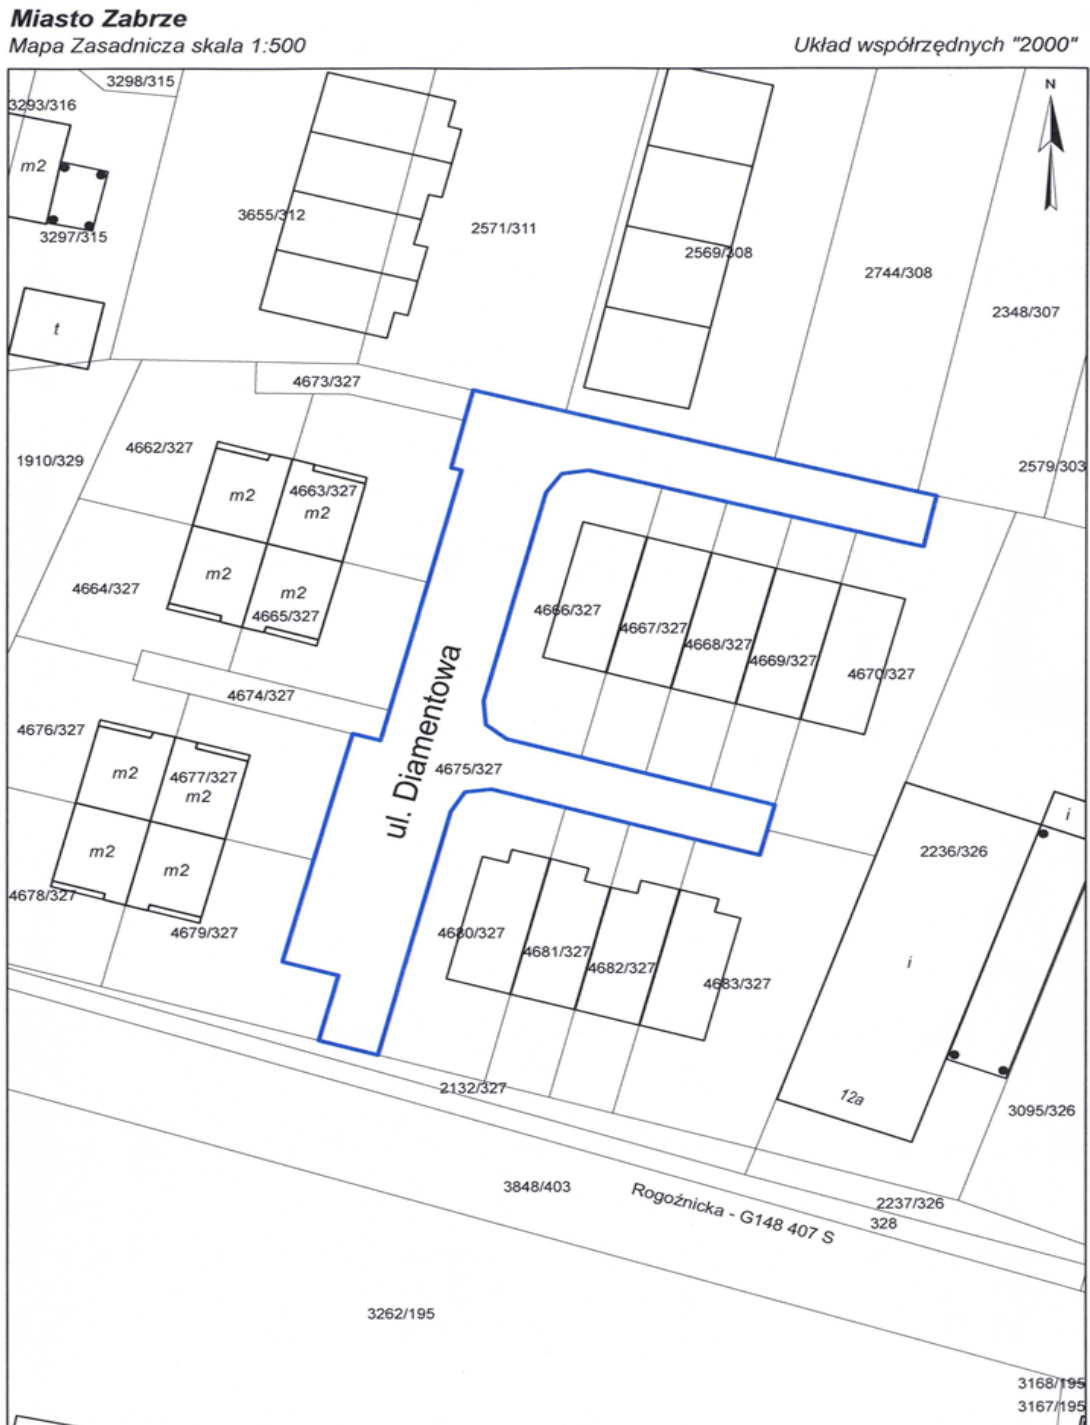 Miasto Zabrze
Mapa Zasadnicza skala 1:500
Układ współrzędnych "2000"
3298/315
3293/316
N
m2
3655/312
2571/311
3297/315
2569/308
2744/308
2348/307
t
4673/327
4662/327
1910/329
2579/303
4663/327
m2
m2
m2
4664/327
m2
4665/327
4666/327
4667/327
4668/327
4669/327
4670/327
4674/327
ul. Diamentowa
4676/327
4675/327
m2
4677/327
m2
i
m2
2236/326
m2
4678/327
4679/327
4680/327
4681/327
4682/327
4683/327
i
2132/327
12a
3095/326
3848/403
Rogoźnicka - G148 407 S
2237/326
328
3262/195
3168/195
3167/195